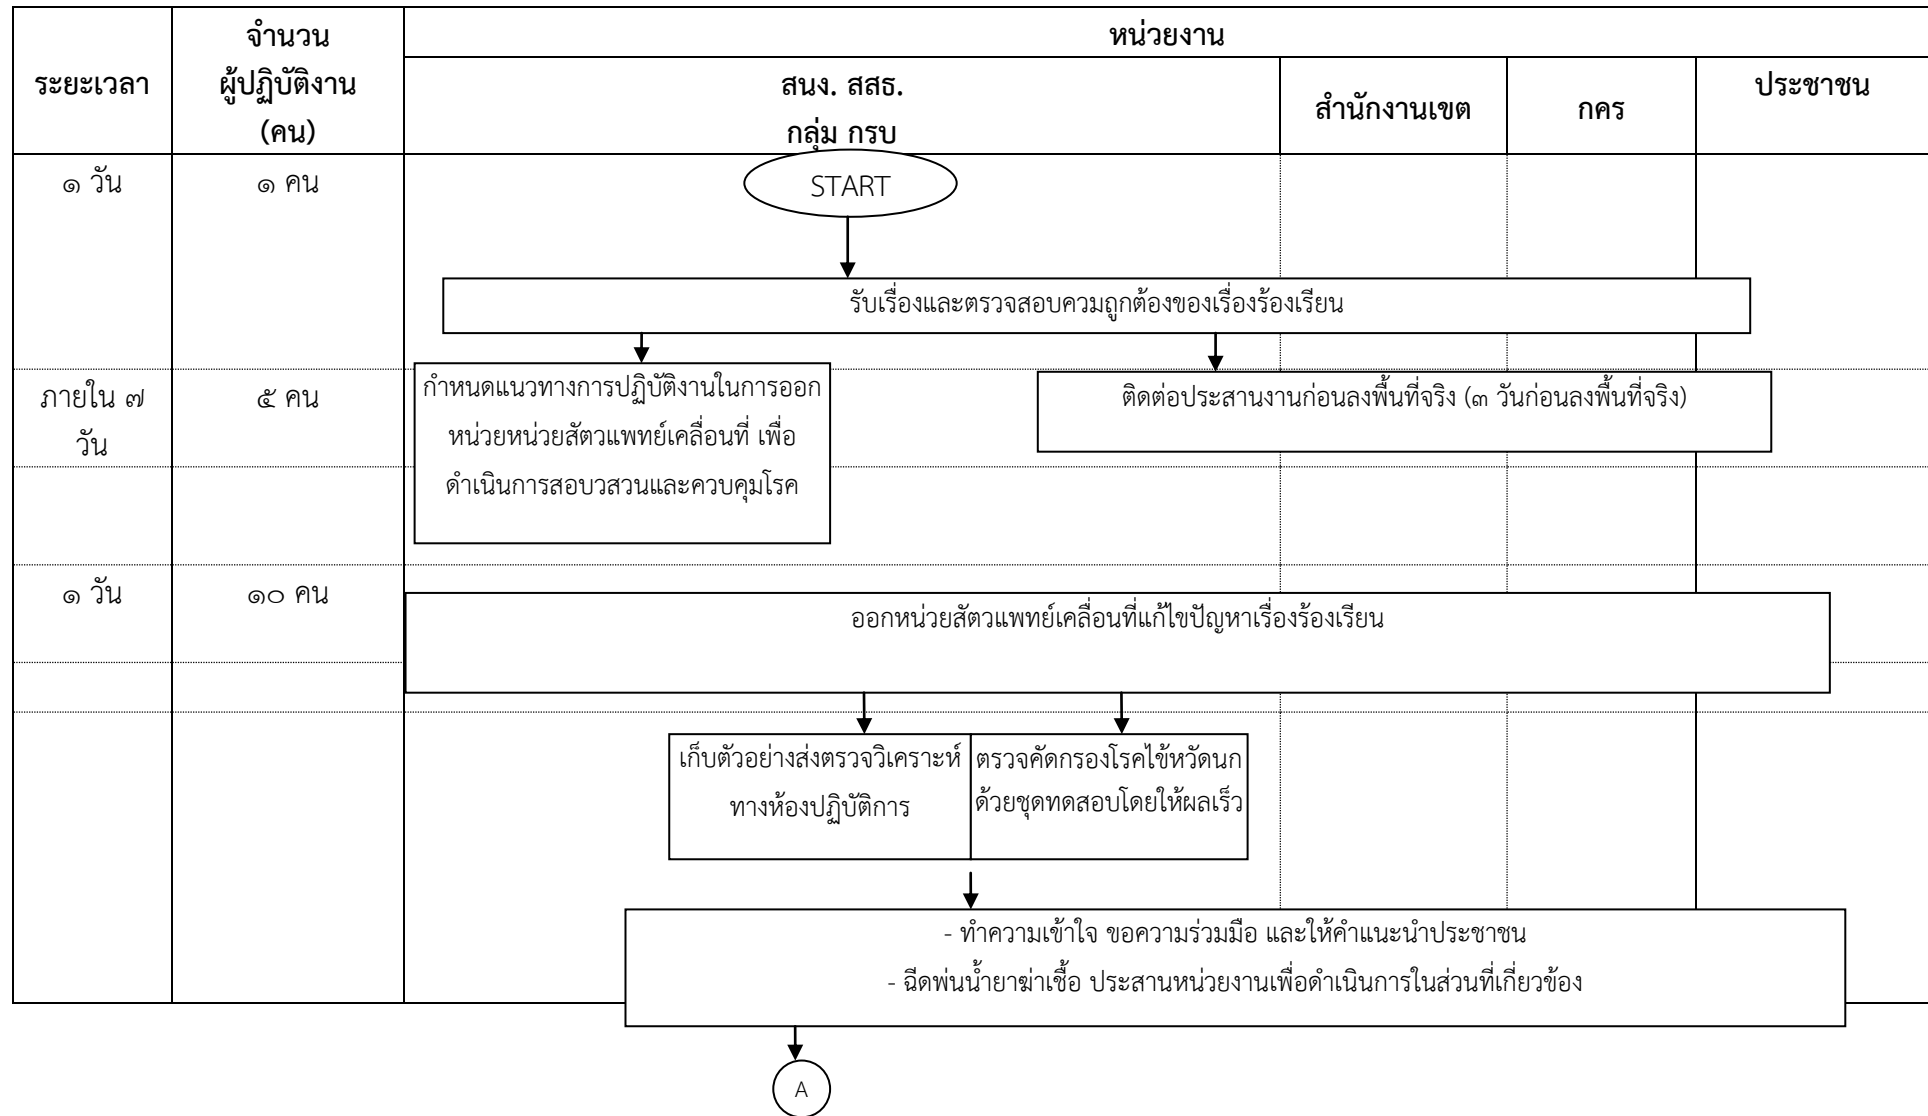 ระยะเวลา
จำนวน
ผู้ปฏิบัติงาน
(คน)
หน่วยงาน
สนง. สสธ.
กลุ่ม กรบ
สำนักงานเขต
กคร
ประชาชน
๑ วัน
๑ คน
START
รับเรื่องและตรวจสอบควมถูกต้องของเรื่องร้องเรียน
ภายใน ๗
วัน
๕ คน
กำหนดแนวทางการปฏิบัติงานในการออก
หน่วยหน่วยสัตวแพทย์เคลื่อนที่ เพื่อ
ดำเนินการสอบวสวนและควบคุมโรค
ติดต่อประสานงานก่อนลงพื้นที่จริง (๓ วันก่อนลงพื้นที่จริง)
๑ วัน
๑๐ คน
ออกหน่วยสัตวแพทย์เคลื่อนที่แก้ไขปัญหาเรื่องร้องเรียน
เก็บตัวอย่างส่งตรวจวิเคราะห์
ทางห้องปฏิบัติการ
ตรวจคัดกรองโรคไข้หวัดนก
ด้วยชุดทดสอบโดยให้ผลเร็ว
- ทำความเข้าใจ ขอความร่วมมือ และให้คำแนะนำประชาชน
- ฉีดพ่นน้ำยาฆ่าเชื้อ ประสานหน่วยงานเพื่อดำเนินการในส่วนที่เกี่ยวข้อง
A